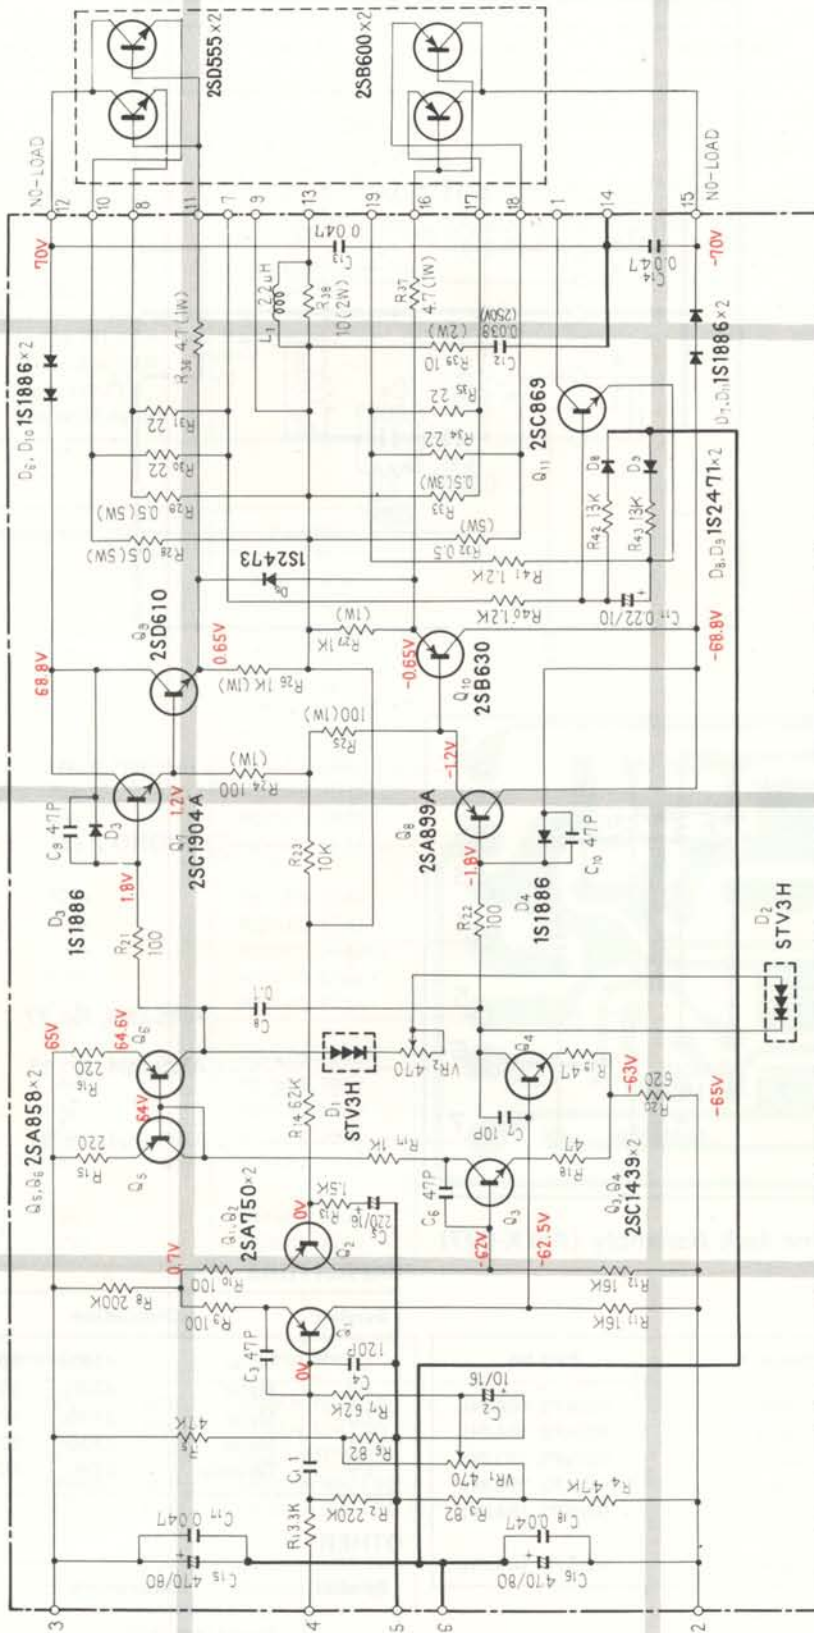 2SD555×2
2SB600×2
NO-LOAD
12
10
8
11
7
9
13
19
16
17
18
1
14
15
NO-LOAD
70V
-70V
C13 0.047
L1 2.2uH
R38 10(2W)
R36 4.7(1W)
R37 4.7(1W)
C14 0.047
D6, D10 1S1886×2
D7, D11 1S1886×2
R31 22
R30 22
R29 0.5(5W)
R28 0.5(5W)
R39 10 (2W)
C12 0.038 (250V)
R35 22
R34 22
R33 0.5(3W)
R32 0.5 (5W)
Q11
2SC869
D8
D9
R42 13K
R43 13K
D8, D9 1S2471×2
1S2473
D5
R41 1.2K
R40 1.2K
C11 0.22/10
68.8V
-68.8V
Q9
2SD610
0.65V
R26 1K(1W)
R27 1K (1W)
-0.65V
Q10
2SB630
R25 100(1W)
R24 100 (1W)
1.2V
-1.2V
C9 47P
D3
D3
1S1886
1.8V
Q7
2SC1904A
R23 10K
Q8
2SA899A
-1.8V
C10 47P
D4
1S1886
R21 100
R22 100
D2
STV3H
C8
Q5, Q6 2SA858×2
65V
64.6V
64V
R16 220
R15 220
Q6
Q5
D1
STV3H
VR2 470
R14 62K
R17 1K
C7 10P
Q4
R19 47
-63V
R20 620
-65V
R18 47
Q3
C6 47P
Q3, Q4
2SC1439×2
-62V
-62.5V
Q1, Q2
2SA750×2
R13 1.5K
C5 220/16
0V
Q2
0.7V
R10 100
R9 100
R8 200K
C3 47P
Q1
0V
C4 120P
R12 16K
R11 16K
R7 62K
C2 10/16
R5 47K
R6 82
C1 1
VR1 470
R3 82
R4 47K
R2 220K
R1 3.3K
C17 0.047
C15 470/80
C18 0.047
C16 470/80
3
4
5
6
2